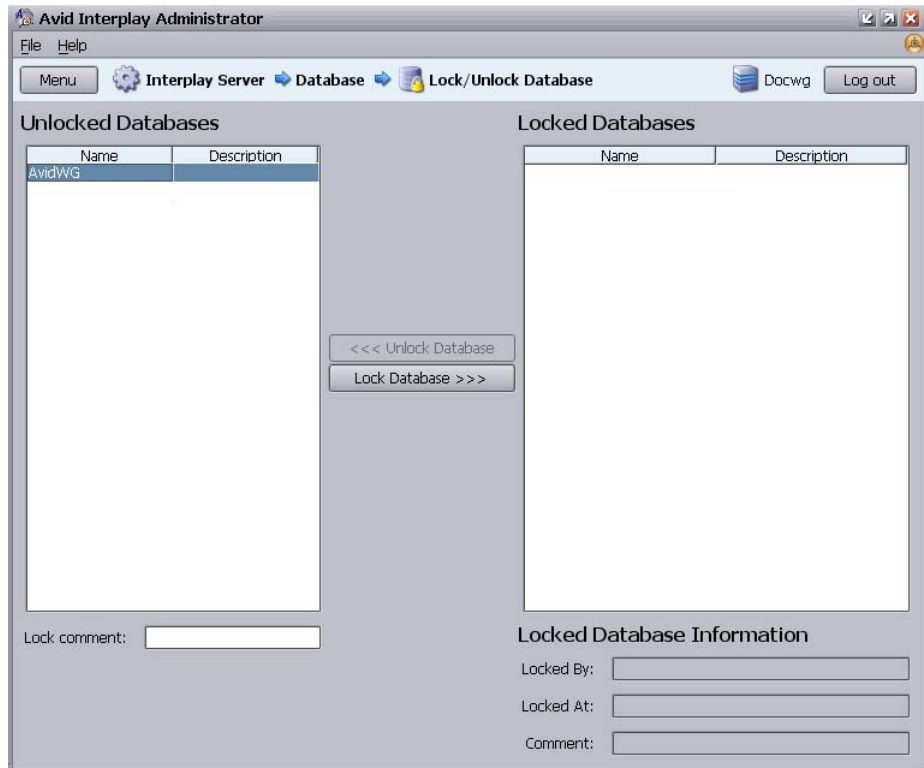 Avid Interplay Administrator
File Help
Menu Interplay Server Database Lock/Unlock Database Docwg Log out
Unlocked Databases
Name Description
AvidWG
<<< Unlock Database
Lock Database >>>
Lock comment:
Locked Databases
Name Description
Locked Database Information
Locked By:
Locked At:
Comment: